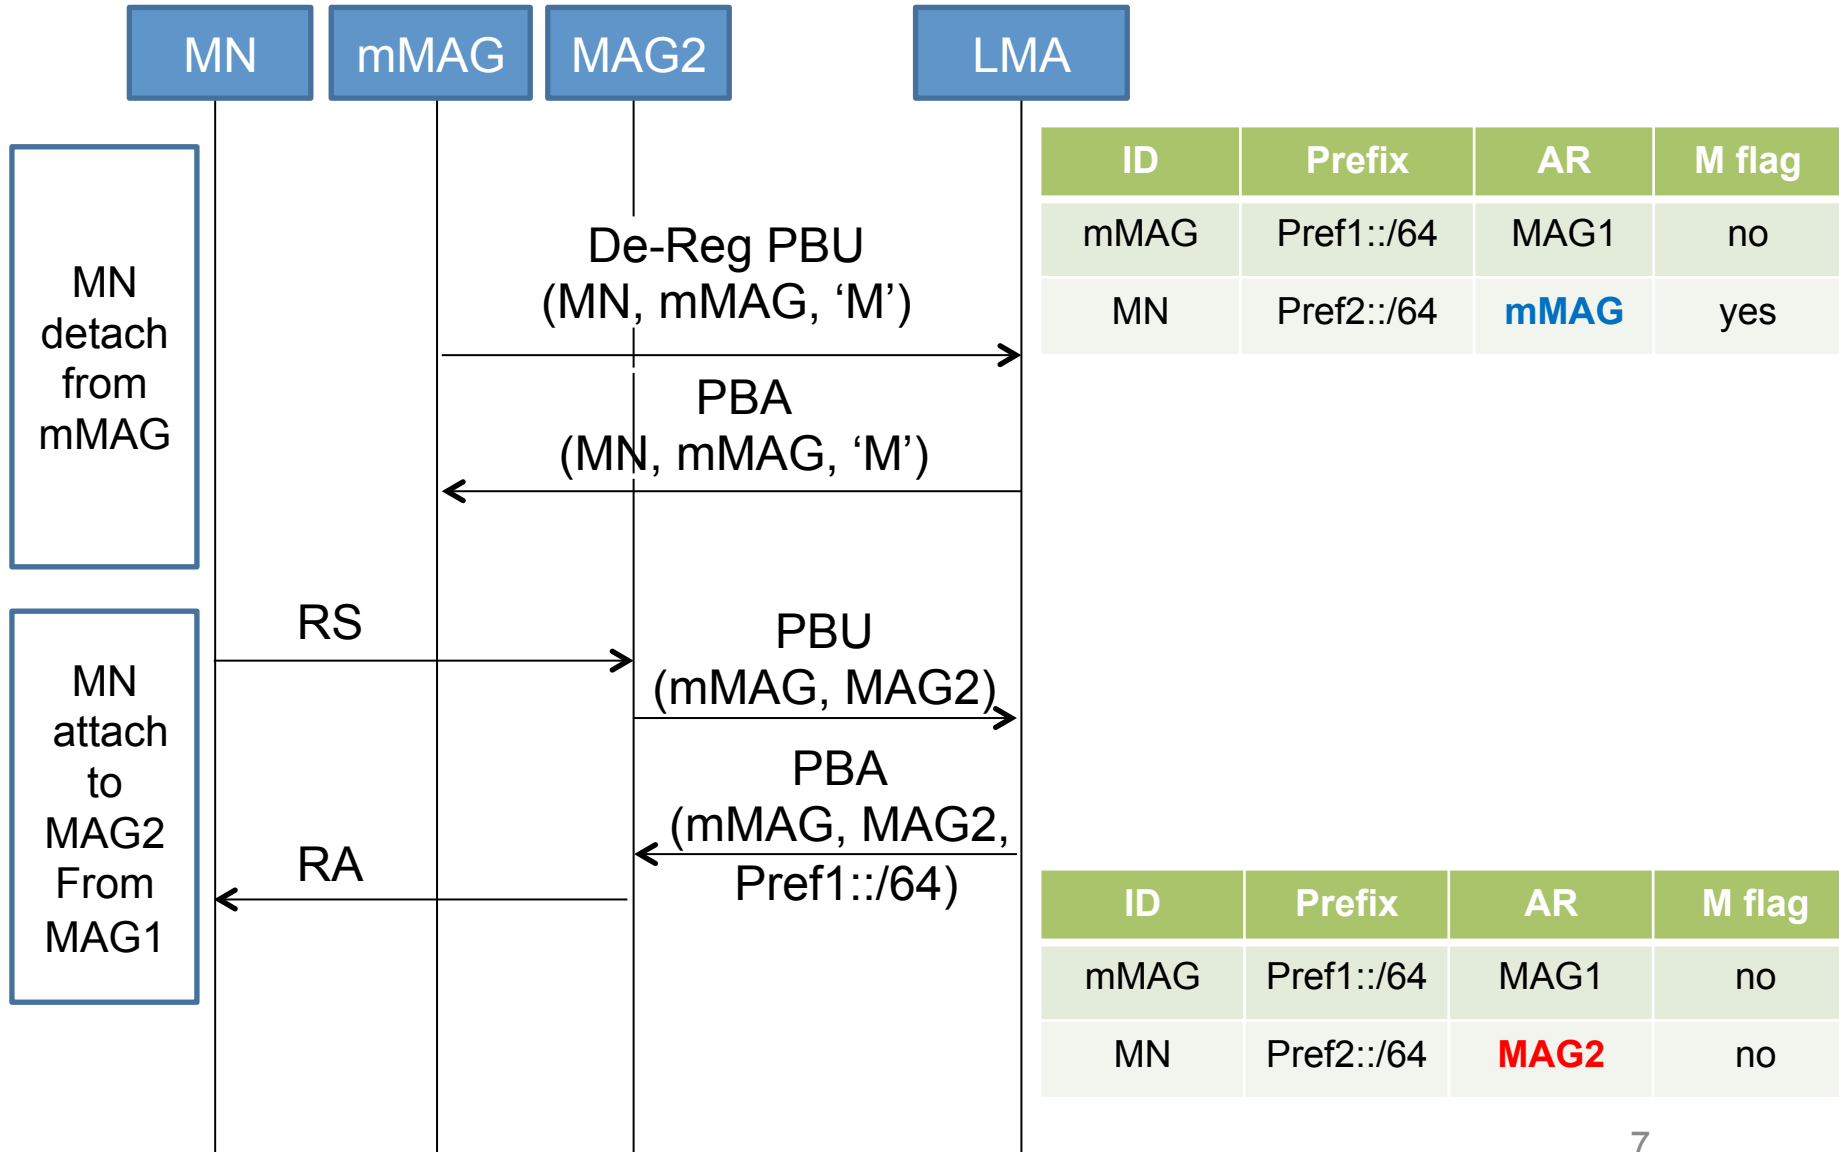 MN mMAG MAG2 LMA
ID Prefix AR M flag
mMAG Pref1::/64 MAG1 no
MN Pref2::/64 mMAG yes
MN
detach
from
mMAG
De-Reg PBU
(MN, mMAG, ‘M’)
PBA
(MN, mMAG, ‘M’)
MN
attach
to
MAG2
From
MAG1
RS
PBU
(mMAG, MAG2)
PBA
(mMAG, MAG2,
Pref1::/64)
RA
ID Prefix AR M flag
mMAG Pref1::/64 MAG1 no
MN Pref2::/64 MAG2 no
7